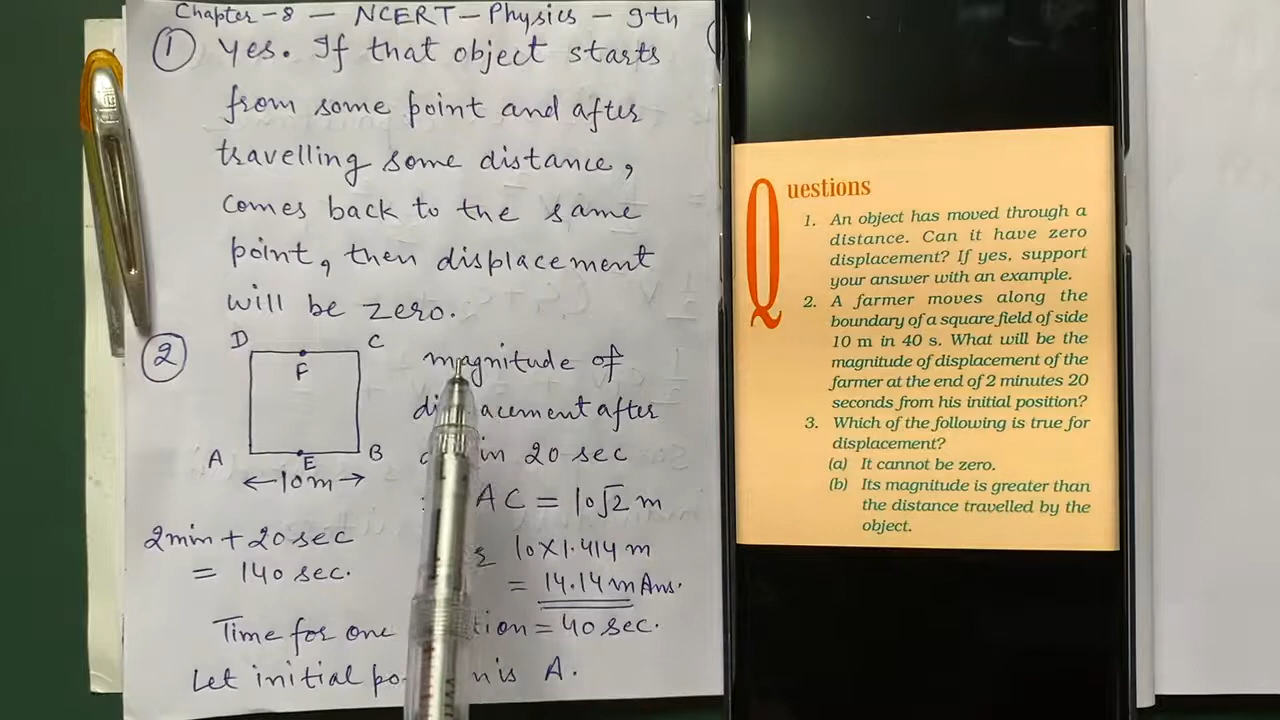 Chapter-8 — NCERT-Physics - 9th
① Yes. If that object starts
from some point and after
travelling some distance,
comes back to the same
point, then displacement
will be zero.
②
D C
F
A E B
←10m→
magnitude of
acement after
in 20 sec
AC = 10√2 m
10×1.414 m
= 14.14m Ans.
2min + 20sec
= 140 sec.
Time for one tion = 40 sec.
Let initial po n is A.
Questions
1. An object has moved through a
distance. Can it have zero
displacement? If yes, support
your answer with an example.
2. A farmer moves along the
boundary of a square field of side
10 m in 40 s. What will be the
magnitude of displacement of the
farmer at the end of 2 minutes 20
seconds from his initial position?
3. Which of the following is true for
displacement?
(a) It cannot be zero.
(b) Its magnitude is greater than
the distance travelled by the
object.